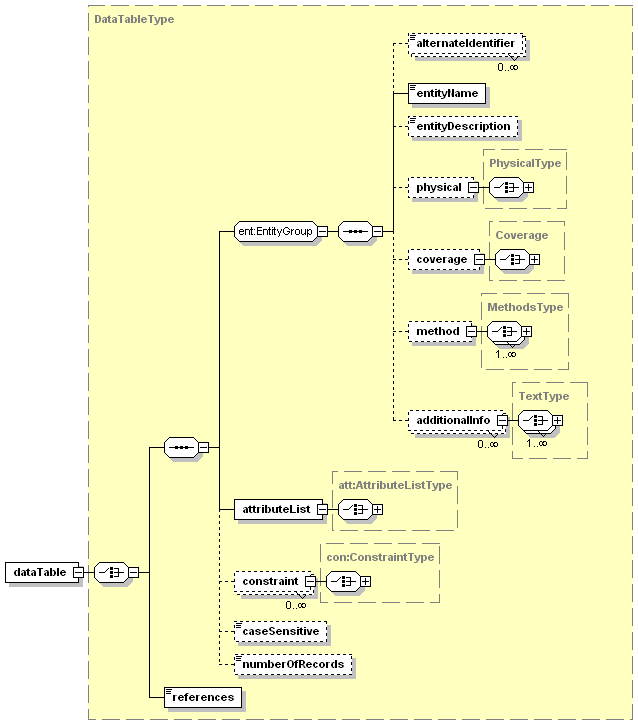 DataTableType
alternateIdentifier
0..∞
entityName
entityDescription
PhysicalType
physical
ent:EntityGroup
Coverage
coverage
MethodsType
method
1..∞
TextType
additionalInfo
0..∞
1..∞
att:AttributeListType
attributeList
con:ConstraintType
dataTable
constraint
0..∞
caseSensitive
numberOfRecords
references